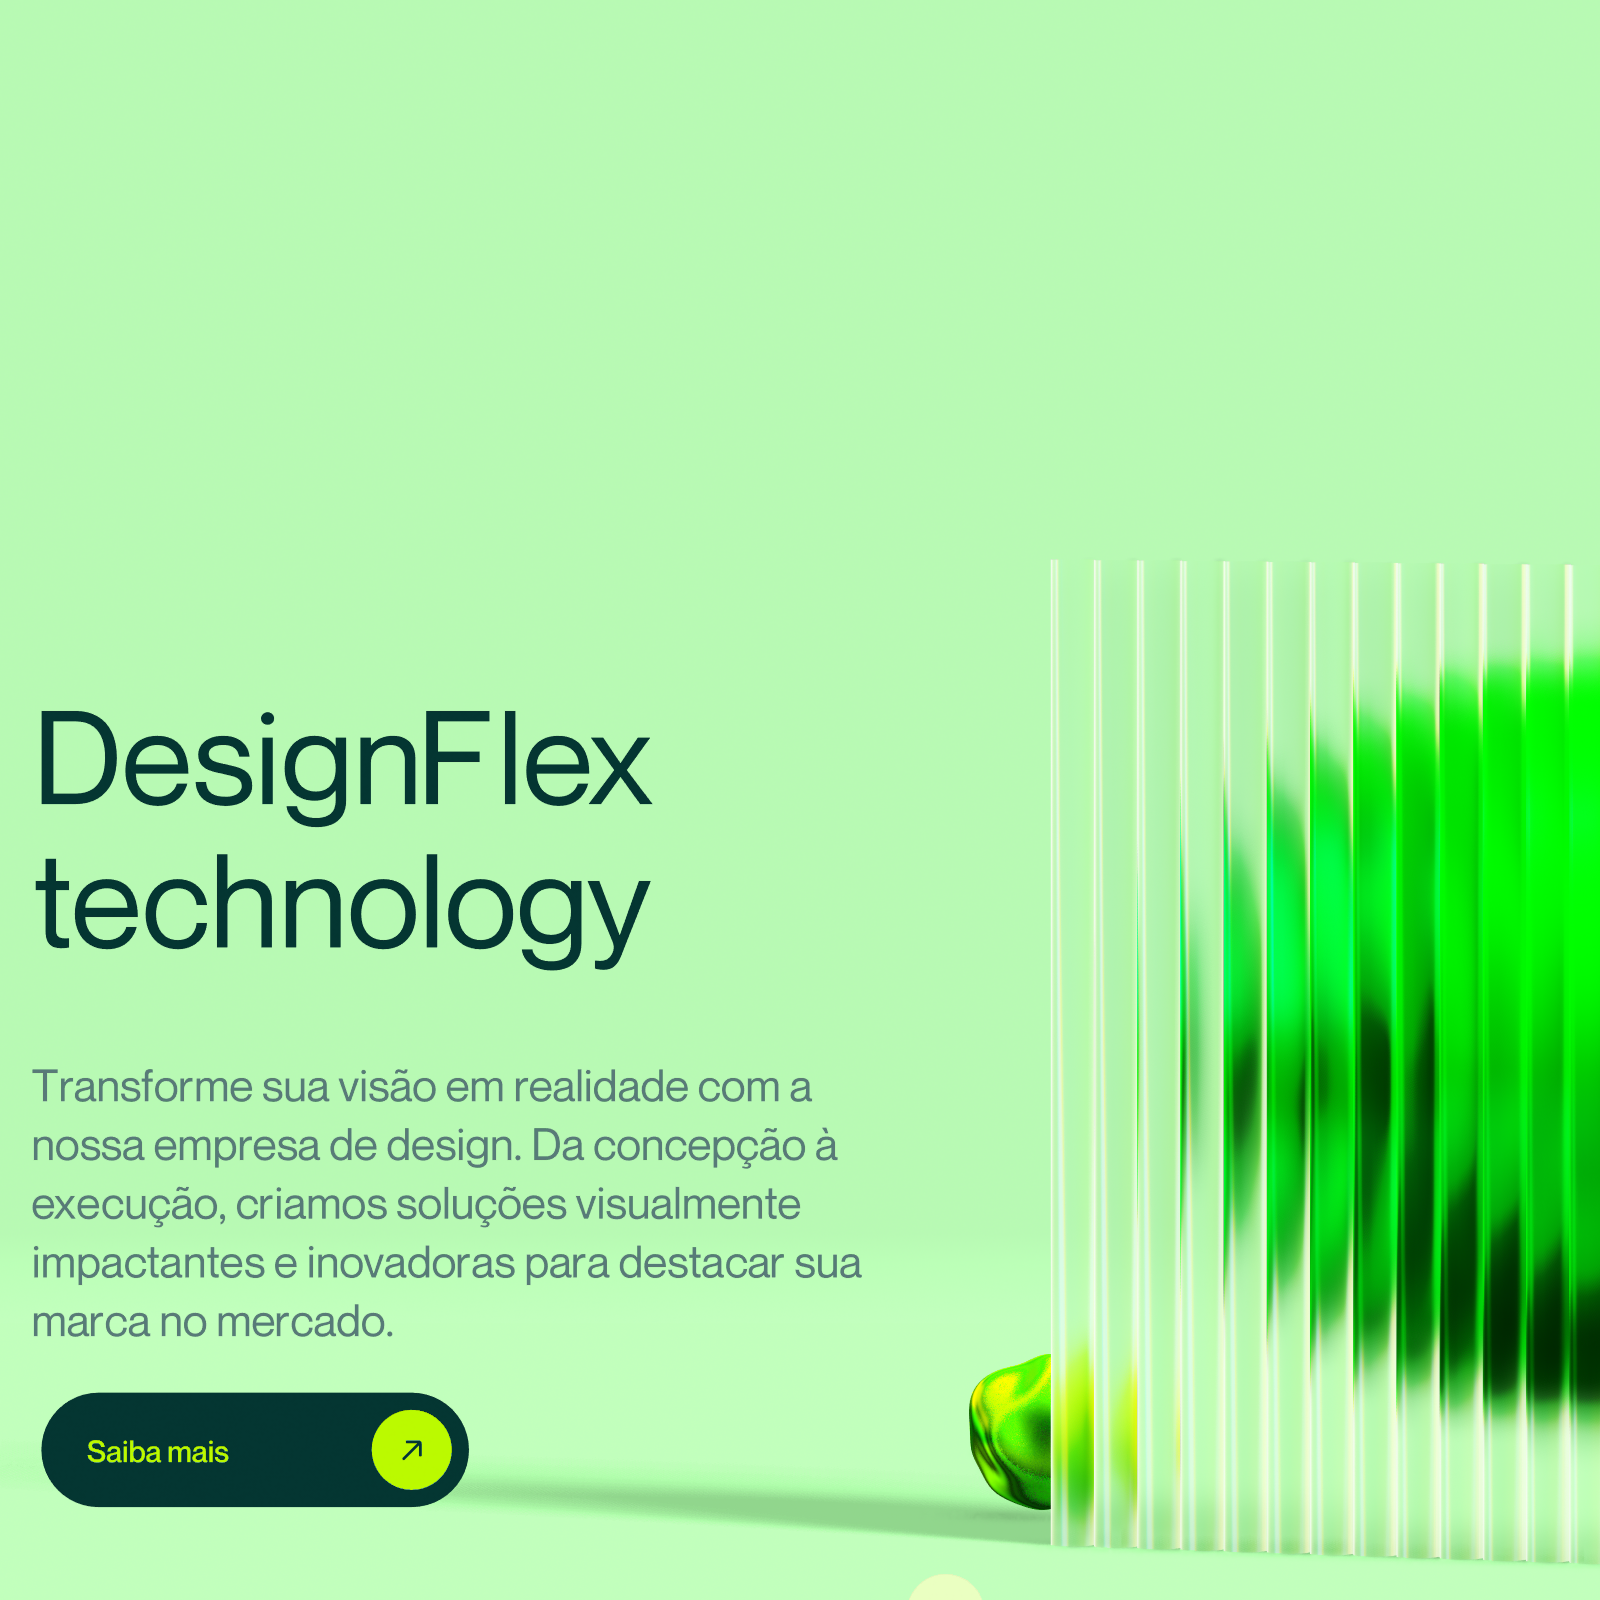 DesignFlex
technology
Transforme sua visão em realidade com a
nossa empresa de design. Da concepção à
execução, criamos soluções visualmente
impactantes e inovadoras para destacar sua
marca no mercado.
Saiba mais